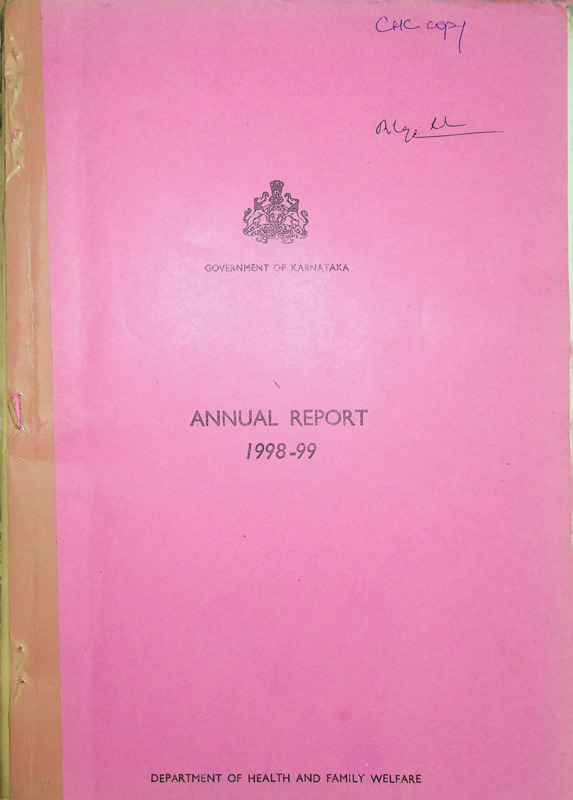 CHC copy
GOVERNMENT OF KARNATAKA
ANNUAL REPORT
1998-99
DEPARTMENT OF HEALTH AND FAMILY WELFARE